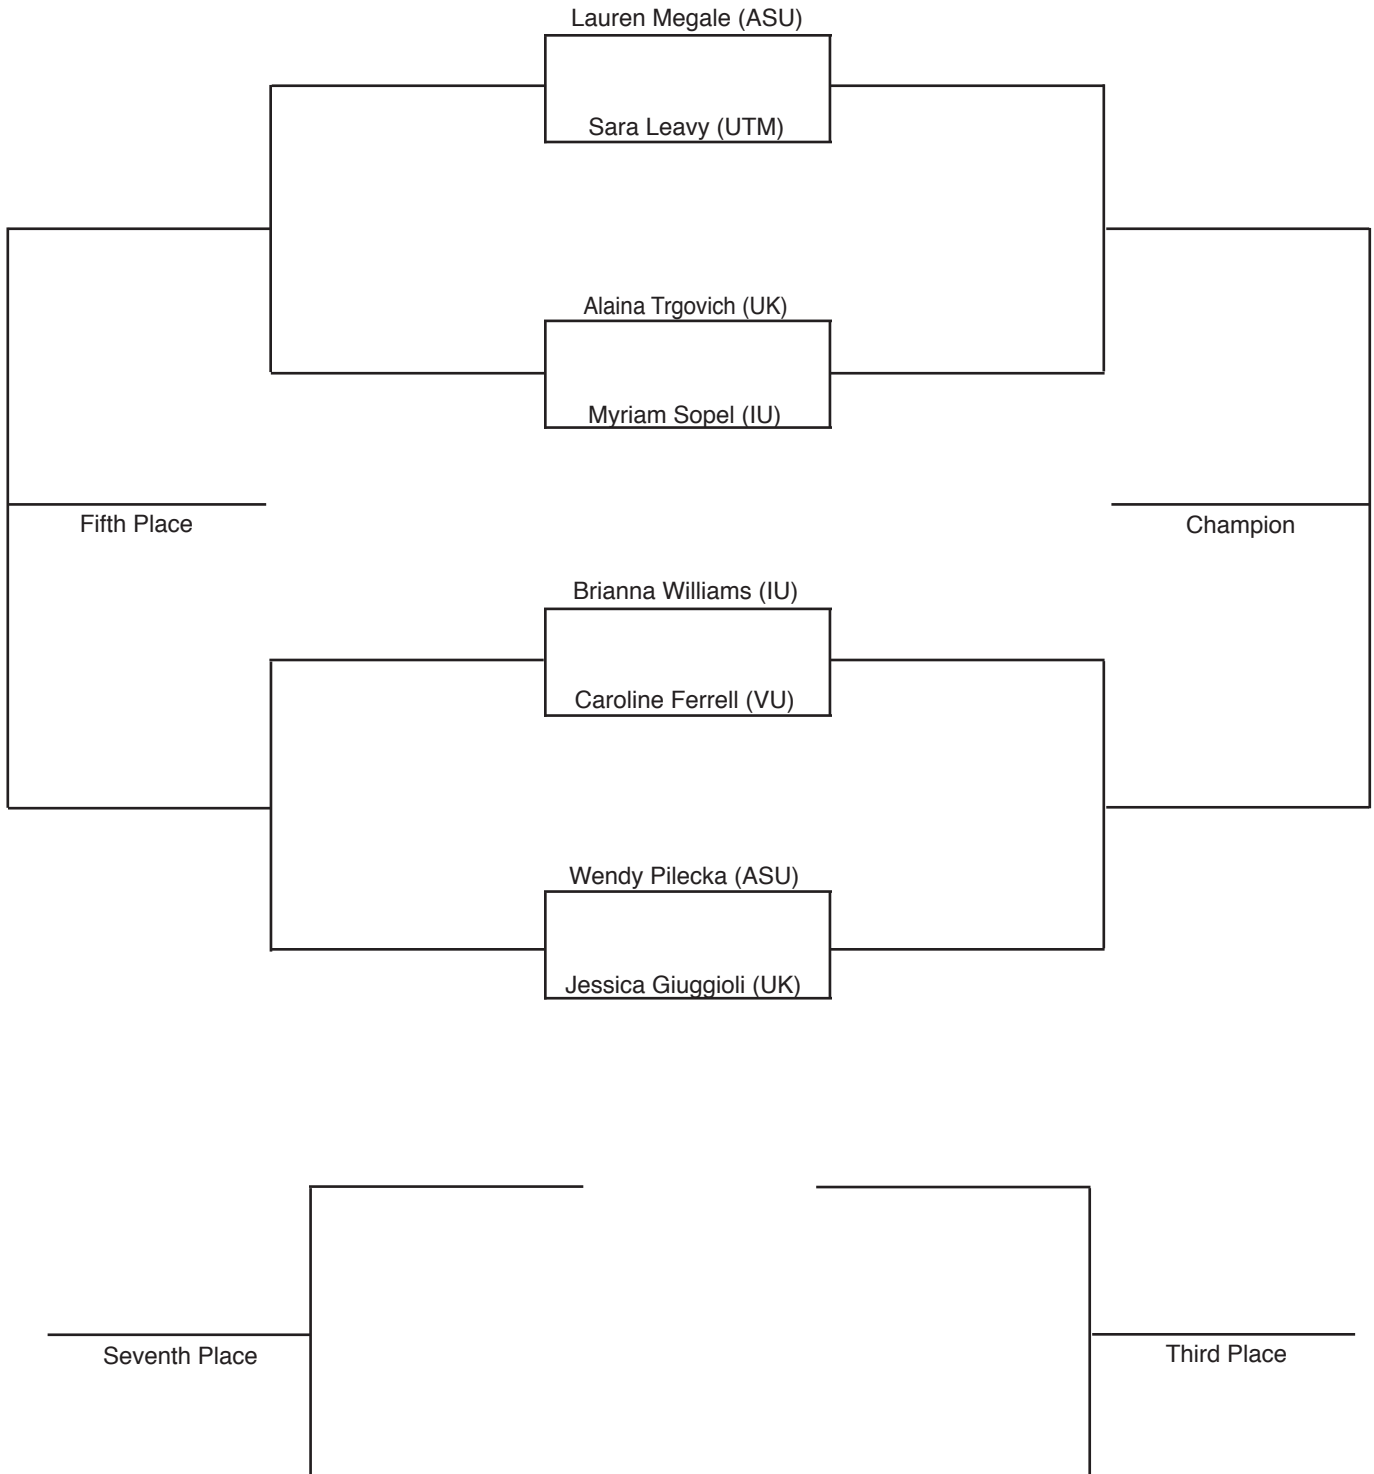 Lauren Megale (ASU)
Sara Leavy (UTM)
Alaina Trgovich (UK)
Myriam Sopel (IU)
Fifth Place
Champion
Brianna Williams (IU)
Caroline Ferrell (VU)
Wendy Pilecka (ASU)
Jessica Giuggioli (UK)
Seventh Place
Third Place